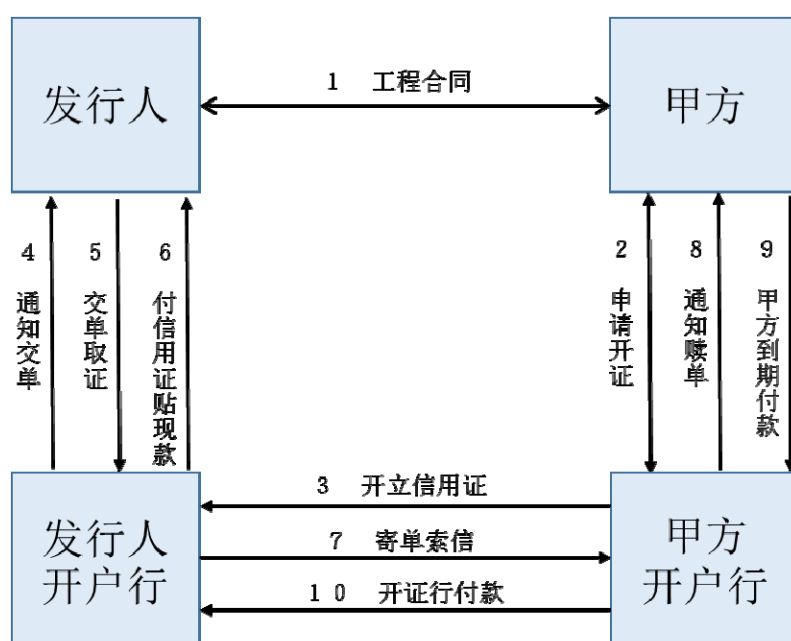 发行人
1 工程合同
甲方
4 通知交单
5 交单取证
6 付信用证贴现款
2 申请开证
8 通知赎单
9 甲方到期付款
3 开立信用证
7 寄单索信
10 开证行付款
发行人
开户行
甲方
开户行